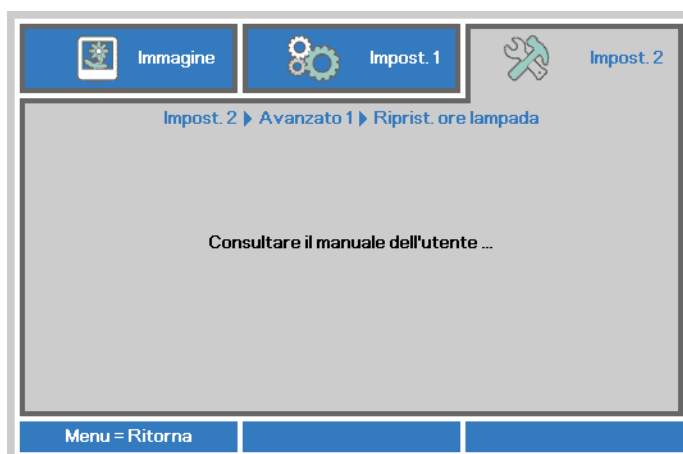 Immagine
Impost. 1
Impost. 2
Impost. 2 ▶ Avanzato 1 ▶ Riprist. ore lampada
Consultare il manuale dell'utente ...
Menu = Ritorna